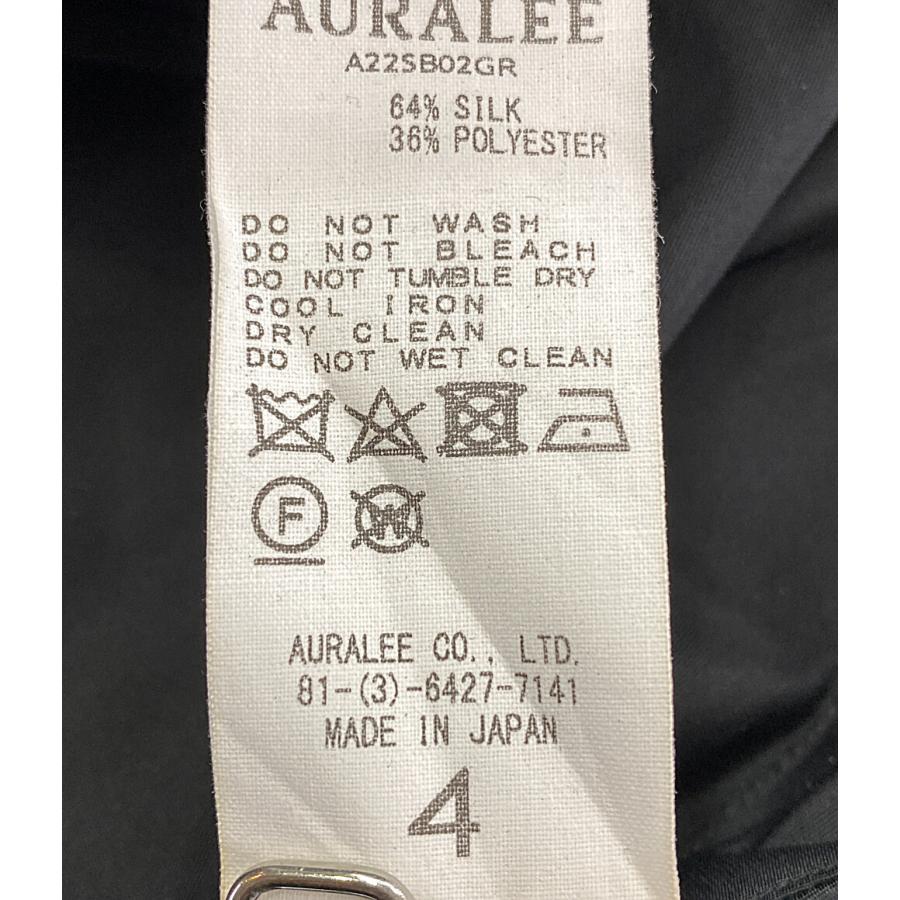 AURALEE
A22SB02GR
64% SILK
36% POLYESTER
DO NOT WASH
DO NOT BLEACH
DO NOT TUMBLE DRY
COOL IRON
DRY CLEAN
DO NOT WET CLEAN
F W
AURALEE CO., LTD.
81-(3)-6427-7141
MADE IN JAPAN
4